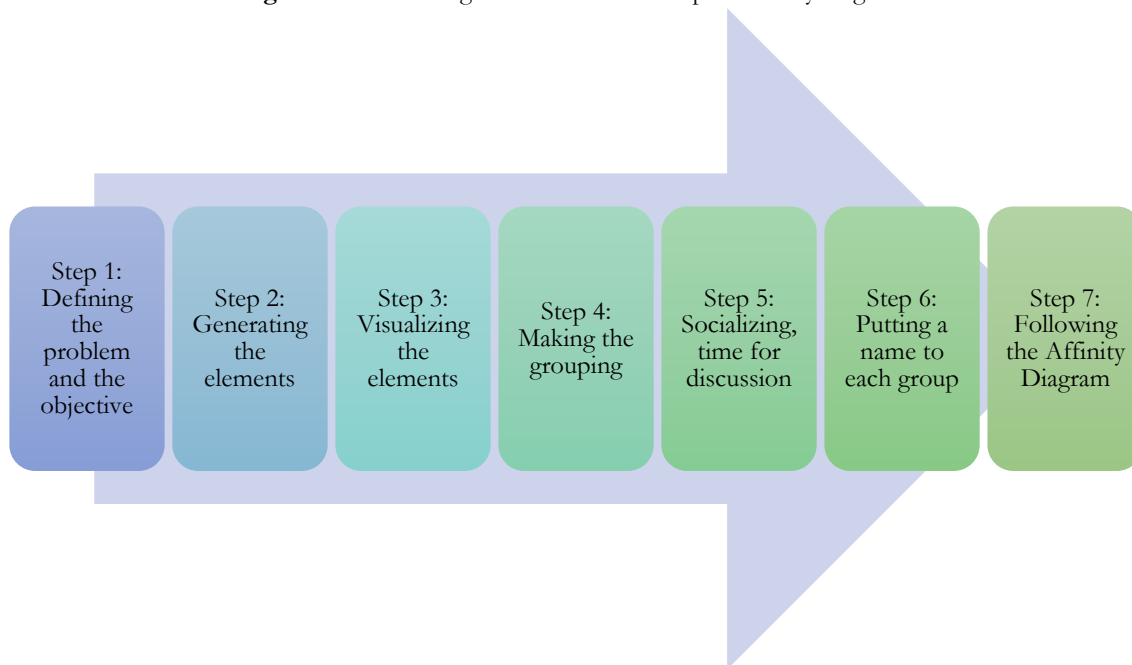 Step 1:
Defining
the
problem
and the
objective
Step 2:
Generating
the
elements
Step 3:
Visualizing
the
elements
Step 4:
Making the
grouping
Step 5:
Socializing,
time for
discussion
Step 6:
Putting a
name to
each group
Step 7:
Following
the Affinity
Diagram